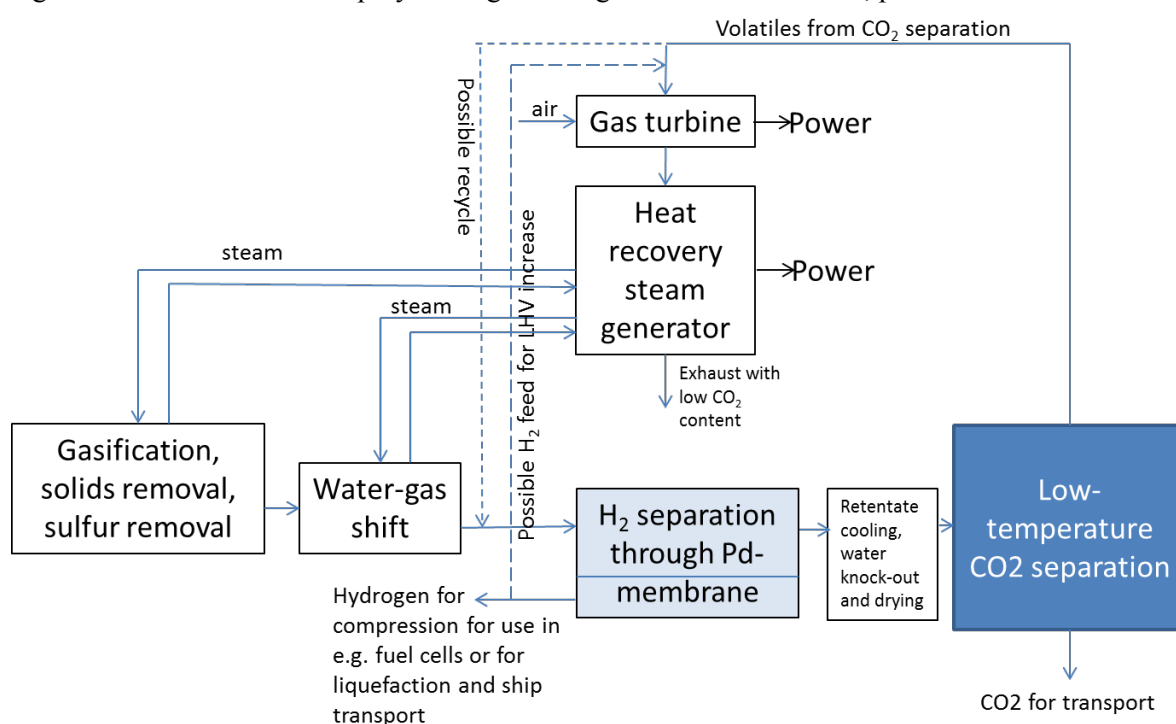 Volatiles from CO₂ separation
Possible recycle
air
Gas turbine
Power
Possible H₂ feed for LHV increase
Heat
recovery
steam
generator
Power
steam
steam
Exhaust with
low CO₂
content
Gasification,
solids removal,
sulfur removal
Water-gas
shift
H₂ separation
through Pd-
membrane
Retentate
cooling,
water
knock-out
and drying
Low-
temperature
CO2 separation
Hydrogen for
compression for use in
e.g. fuel cells or for
liquefaction and ship
transport
CO2 for transport